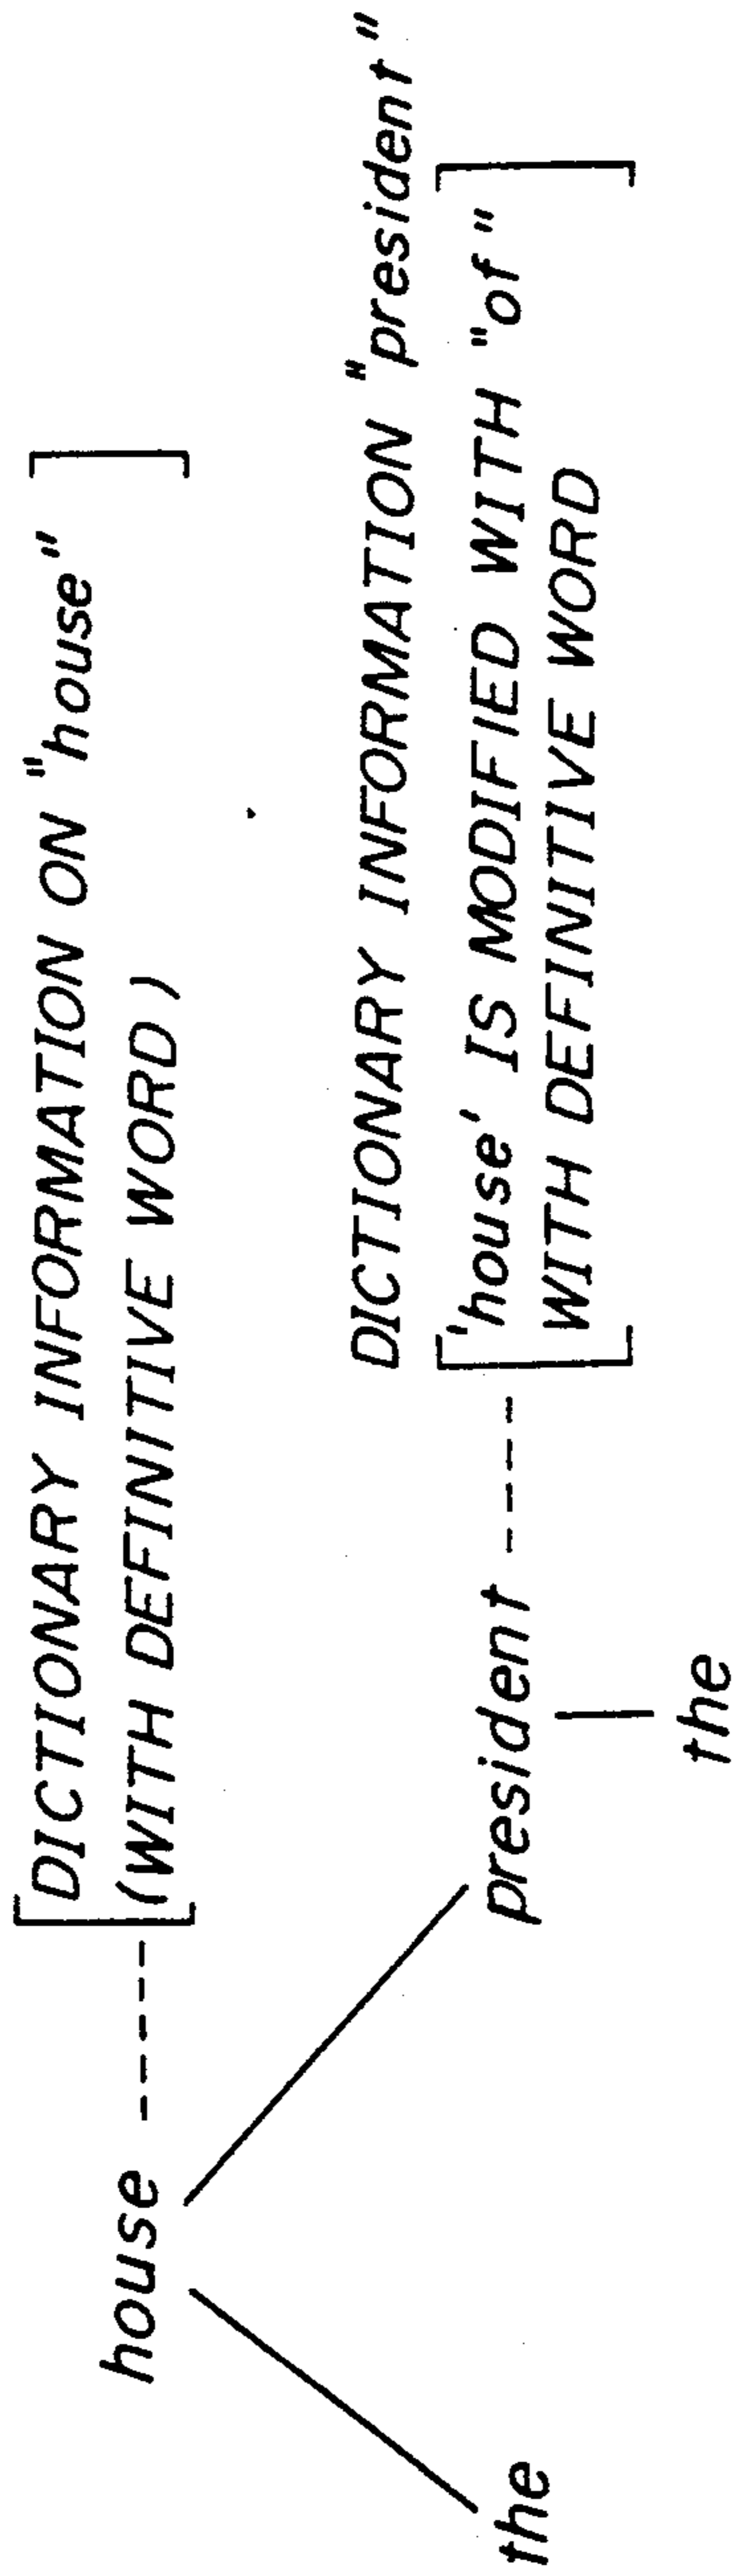 house ----- [DICTIONARY INFORMATION ON "house"]
(WITH DEFINITIVE WORD)
DICTIONARY INFORMATION "president"
the president ---- ['house' IS MODIFIED WITH "of"]
WITH DEFINITIVE WORD
the